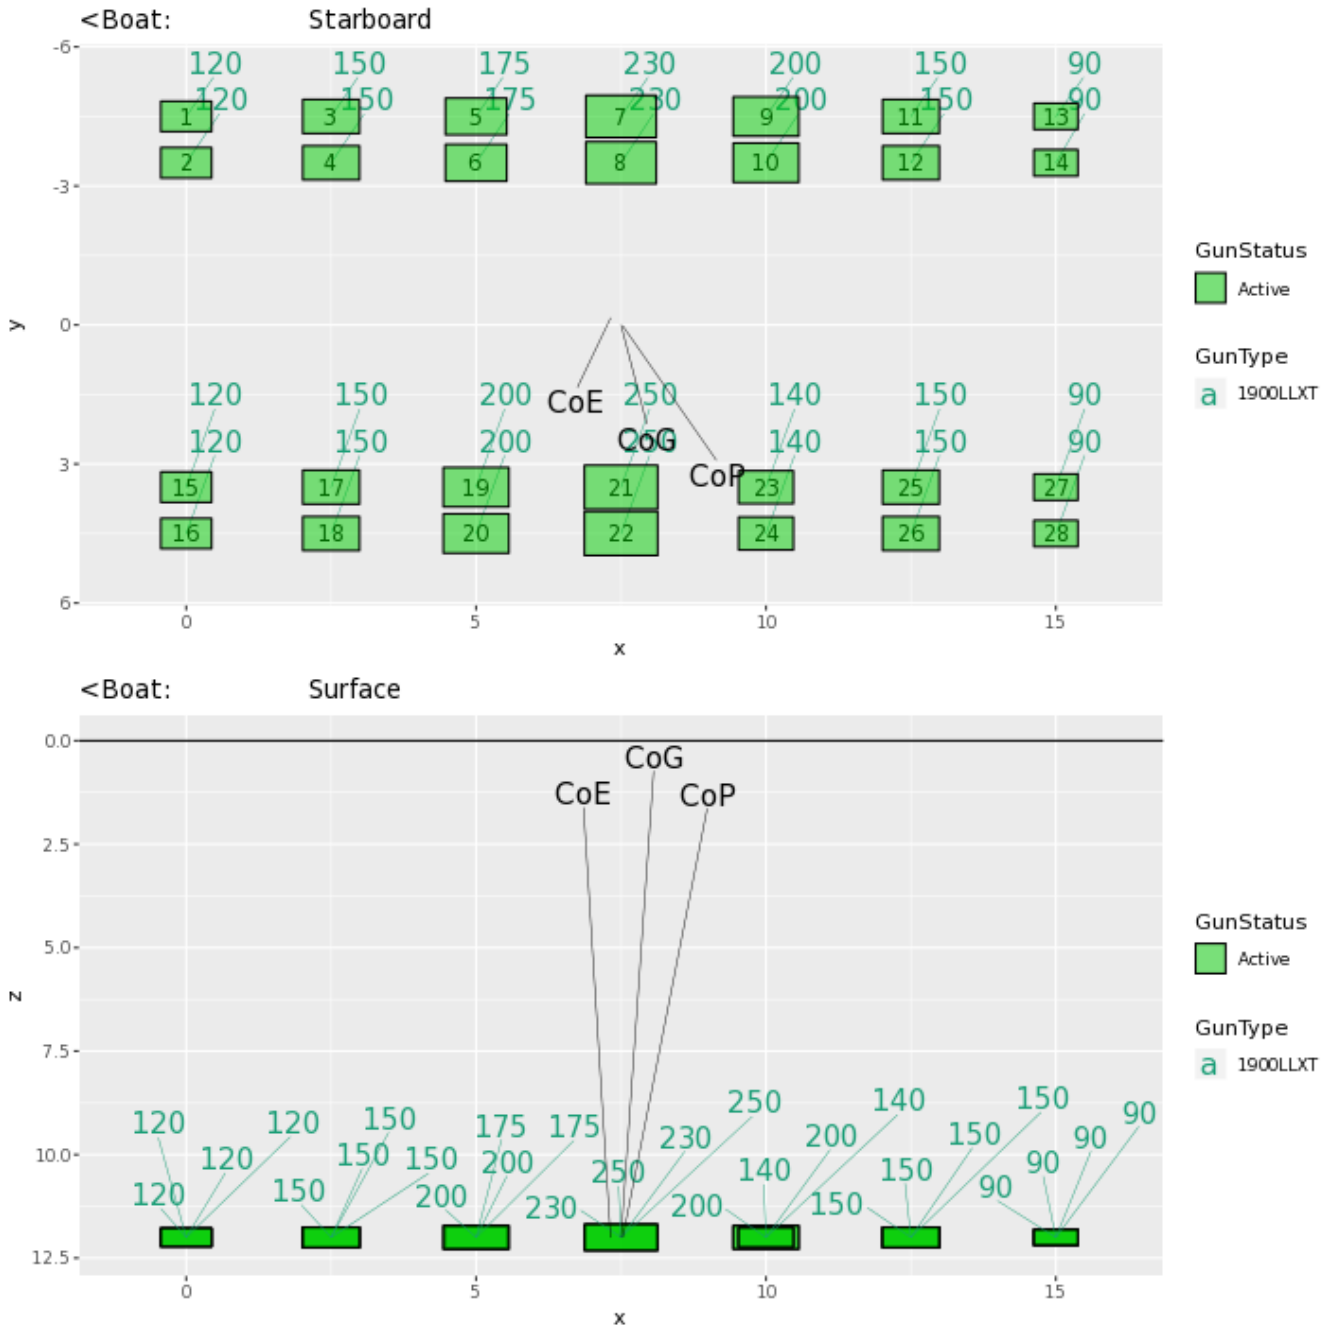 <Boat: Starboard
120 150 175 230 200 150 90
120 150 175 230 200 150 90
-6
1 3 5 7 9 11 13
2 4 6 8 10 12 14
-3
0
y
CoE
CoG
CoP
120 150 200 250 140 150 90
120 150 200 250 140 150 90
3
15 17 19 21 23 25 27
16 18 20 22 24 26 28
6
0 5 10 15
x
GunStatus
Active
GunType
a 1900LLXT
<Boat: Surface
0.0
CoG
CoE CoP
2.5
5.0
z
7.5
10.0
12.5
120 120 120 120
150 150 150 150
175 175 200 200
250 230 250 230
140 200 140 200
150 150 150 150
90 90 90 90
0 5 10 15
x
GunStatus
Active
GunType
a 1900LLXT